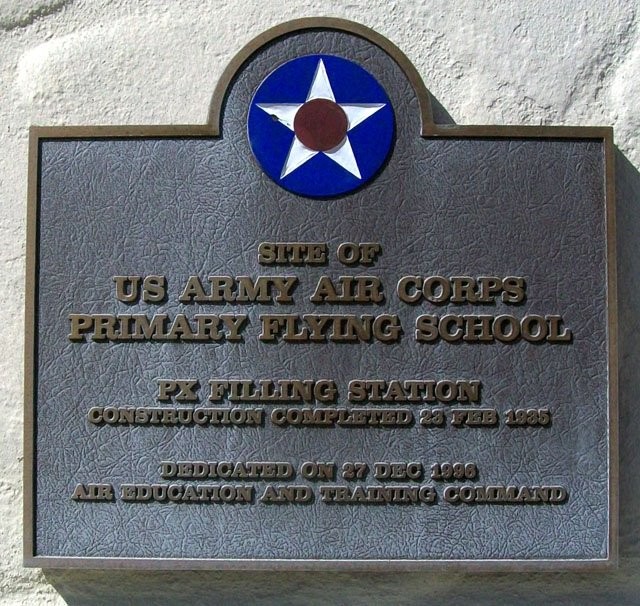 SITE OF
US ARMY AIR CORPS
PRIMARY FLYING SCHOOL
PX FILLING STATION
CONSTRUCTION COMPLETED 23 FEB 1935
DEDICATED ON 27 DEC 1996
AIR EDUCATION AND TRAINING COMMAND